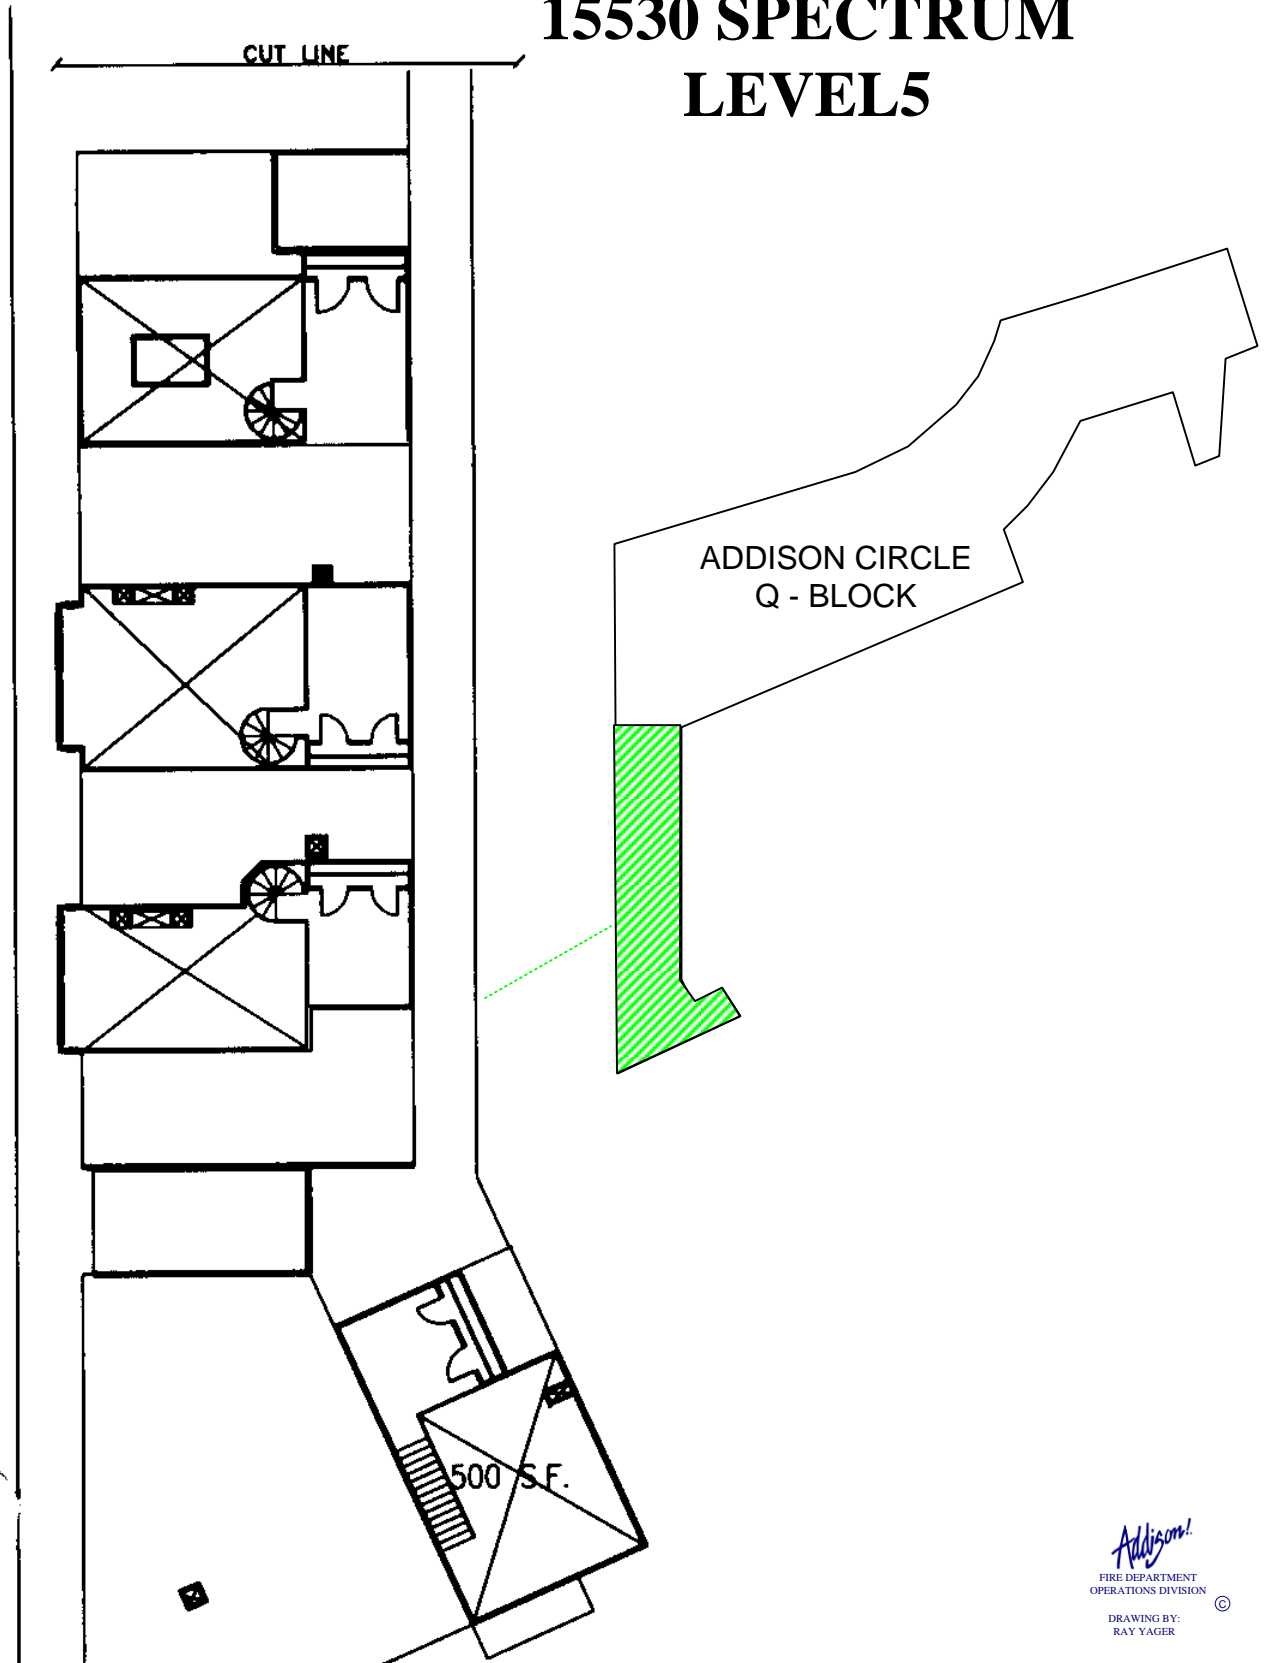 15530 SPECTRUM
LEVEL5
CUT LINE
ADDISON CIRCLE
Q - BLOCK
500 S.F.
Addison!
FIRE DEPARTMENT
OPERATIONS DIVISION
©
DRAWING BY:
RAY YAGER